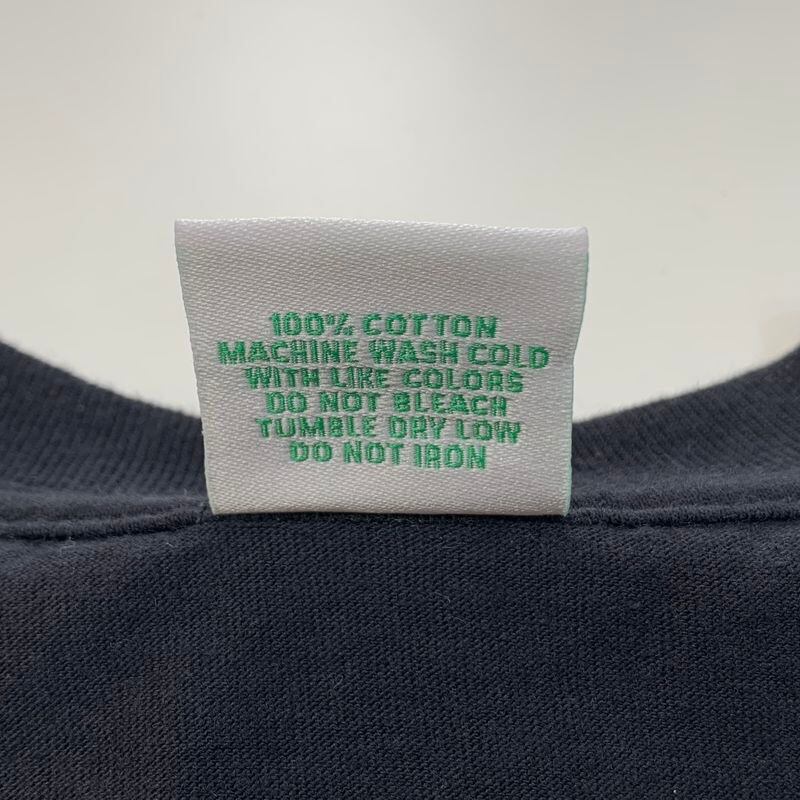 100% COTTON
MACHINE WASH COLD
WITH LIKE COLORS
DO NOT BLEACH
TUMBLE DRY LOW
DO NOT IRON